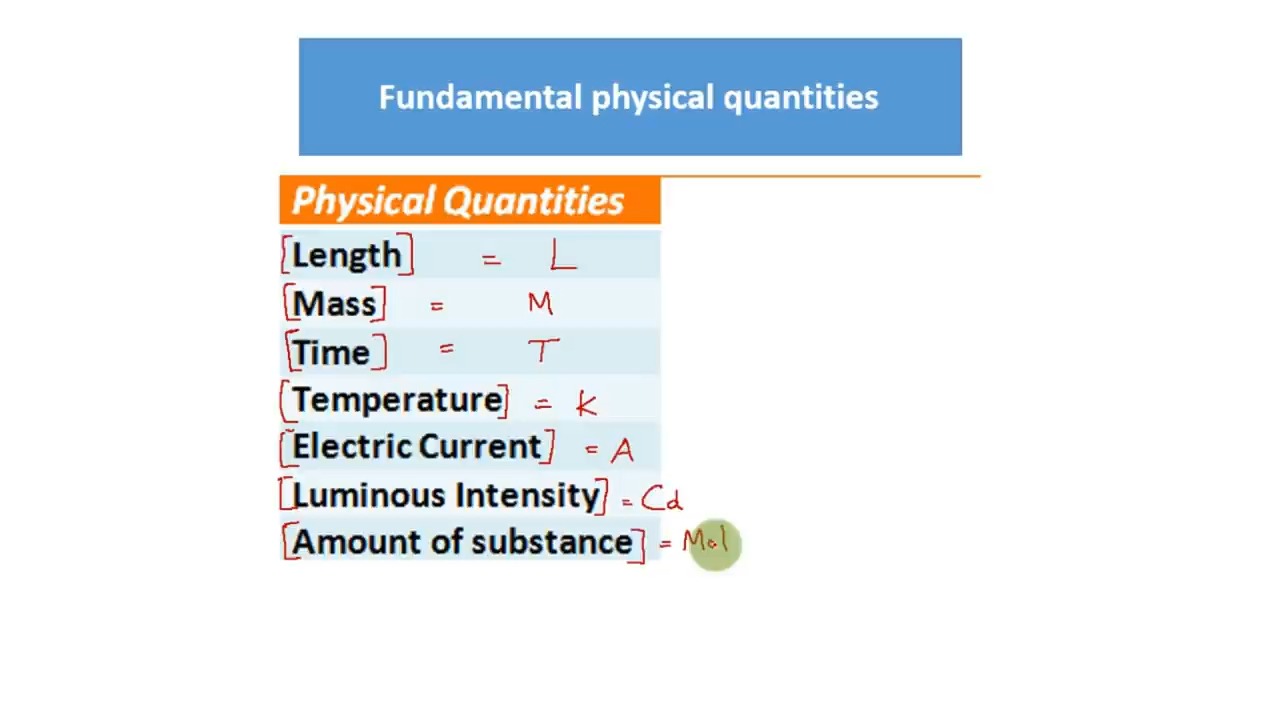 Fundamental physical quantities
Physical Quantities
[Length] = L
[Mass] = M
[Time] = T
[Temperature] = K
[Electric Current] = A
[Luminous Intensity] = Cd
[Amount of substance] = Mol